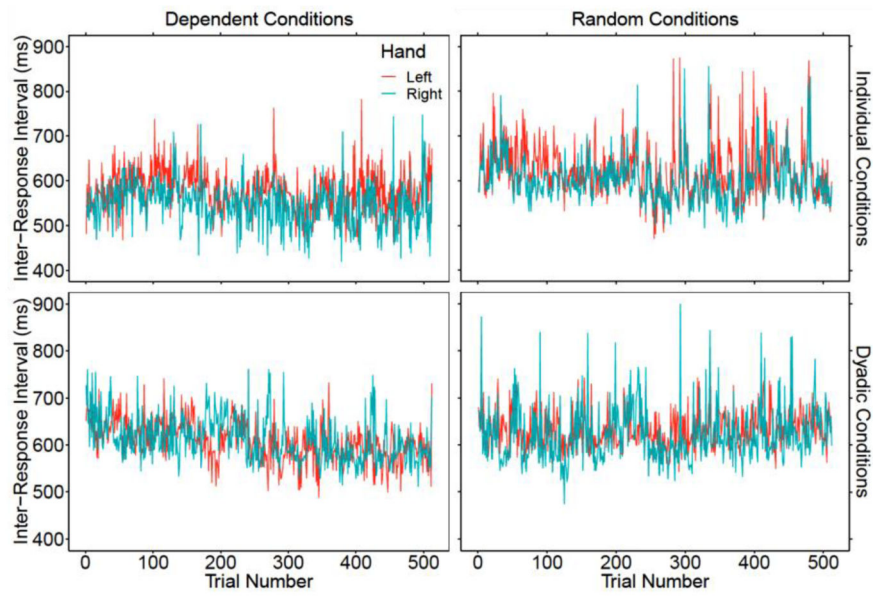 Dependent Conditions
Random Conditions
Inter−Response Interval (ms)
900
800
700
600
500
400
Hand
Left
Right
Individual Conditions
Inter−Response Interval (ms)
900
800
700
600
500
400
Dyadic Conditions
0 100 200 300 400 500
0 100 200 300 400 500
Trial Number
Trial Number